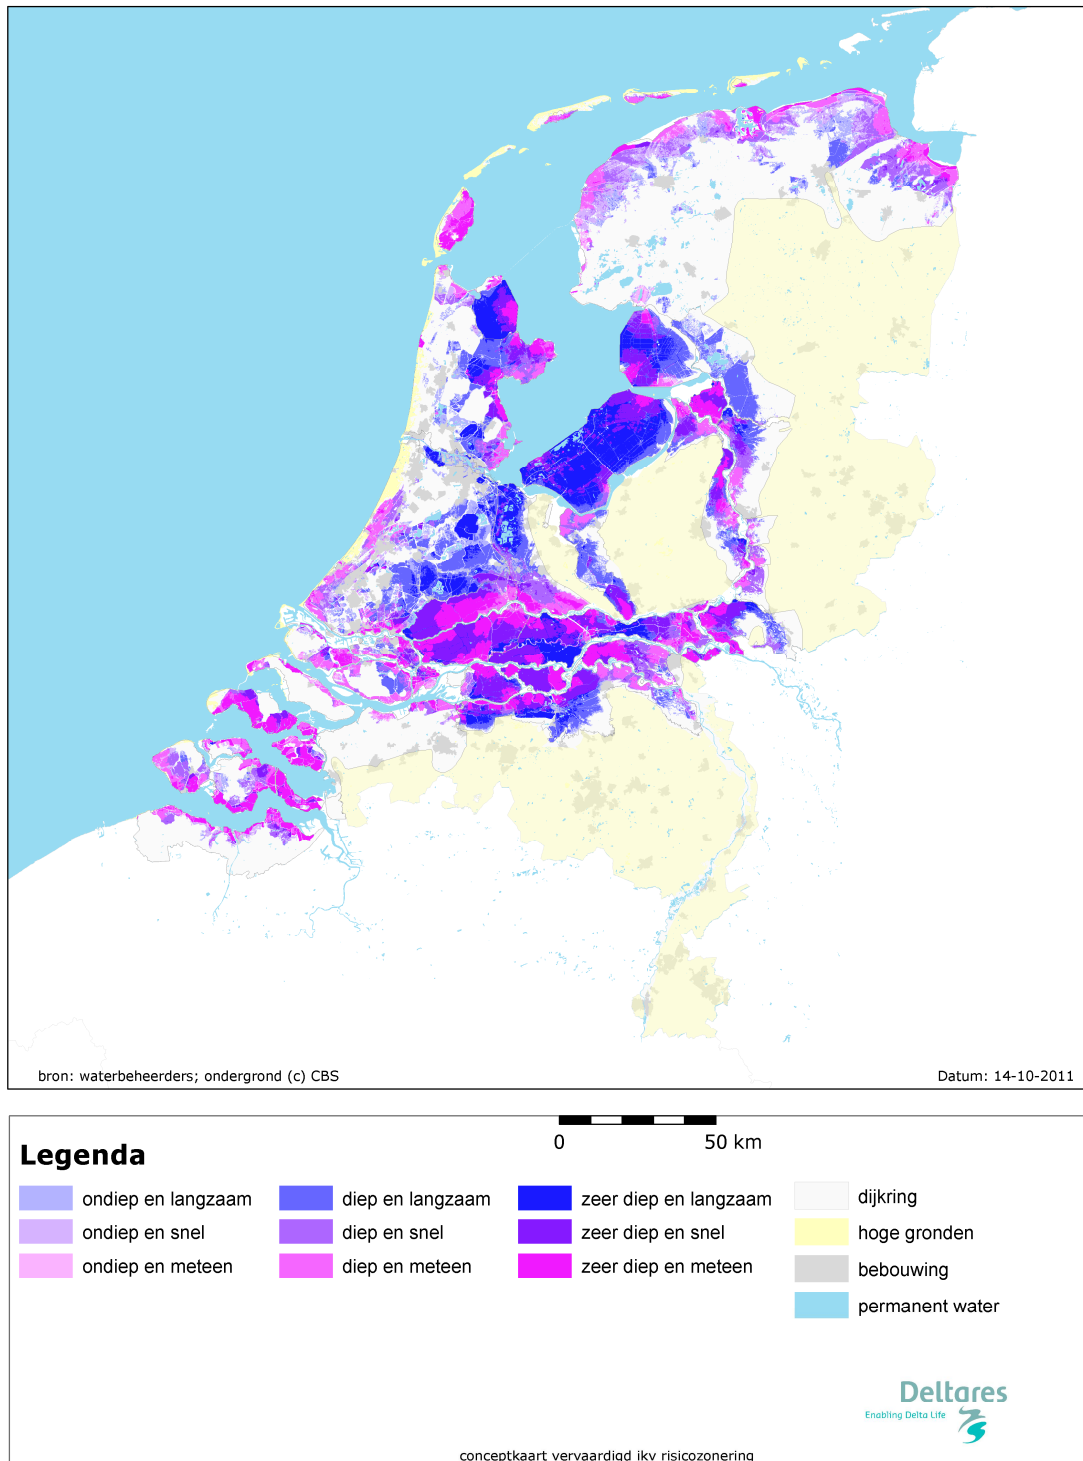 bron: waterbeheerders; ondergrond (c) CBS
Datum: 14-10-2011
0 50 km
Legenda
ondiep en langzaam
ondiep en snel
ondiep en meteen
diep en langzaam
diep en snel
diep en meteen
zeer diep en langzaam
zeer diep en snel
zeer diep en meteen
dijkring
hoge gronden
bebouwing
permanent water
Deltares
Enabling Delta Life
conceptkaart vervaardigd ikv risicozonering